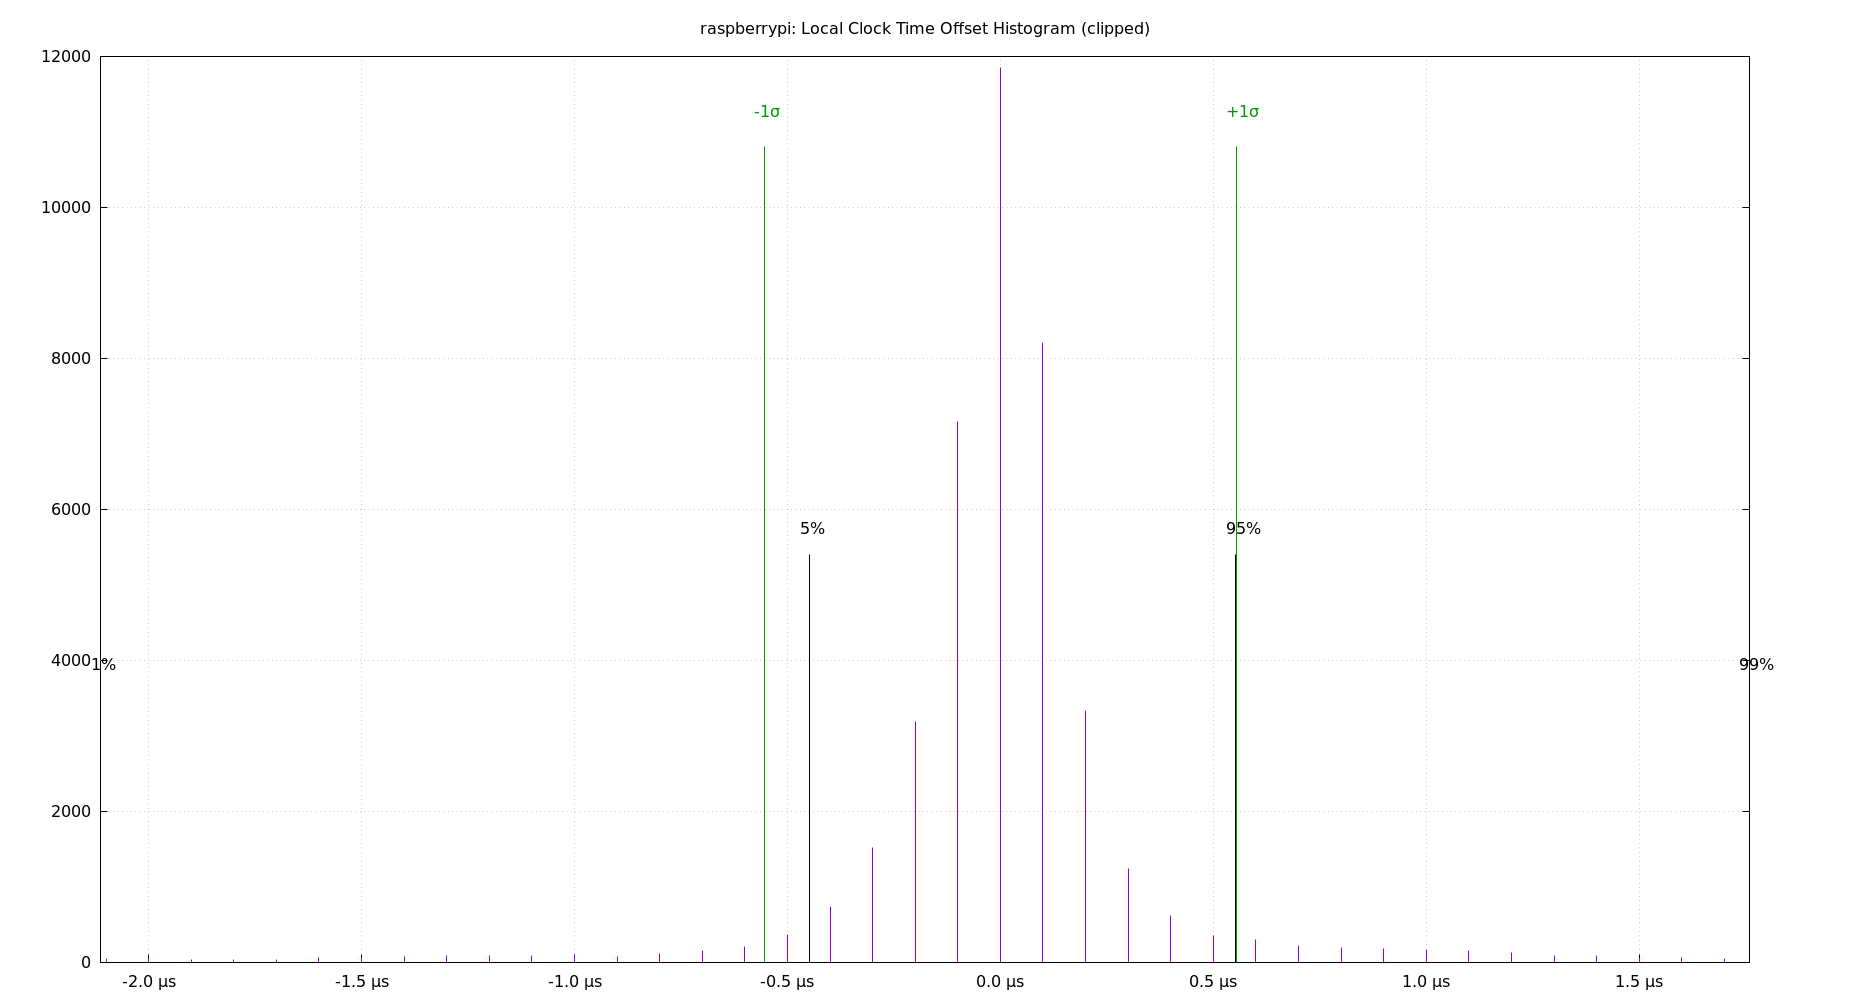 raspberrypi: Local Clock Time Offset Histogram (clipped)
12000
-1σ +1σ
10000
8000
6000
5% 95%
4000 1% 99%
2000
0
-2.0 µs -1.5 µs -1.0 µs -0.5 µs 0.0 µs 0.5 µs 1.0 µs 1.5 µs